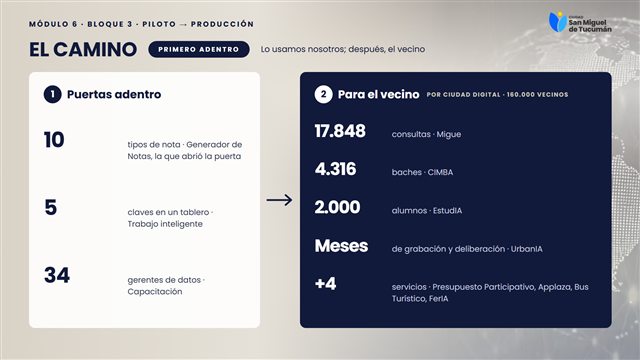 MÓDULO 6 · BLOQUE 3 · PILOTO → PRODUCCIÓN
CIUDAD
San Miguel
de Tucumán
EL CAMINO
PRIMERO ADENTRO
Lo usamos nosotros; después, el vecino
1 Puertas adentro
10
tipos de nota · Generador de
Notas, la que abrió la puerta
5
claves en un tablero ·
Trabajo inteligente
34
gerentes de datos ·
Capacitación
→
2 Para el vecino
POR CIUDAD DIGITAL · 160.000 VECINOS
17.848
consultas · Migue
4.316
baches · CIMBA
2.000
alumnos · EstudIA
Meses
de grabación y deliberación · UrbanIA
+4
servicios · Presupuesto Participativo, Applaza, Bus
Turístico, FerIA